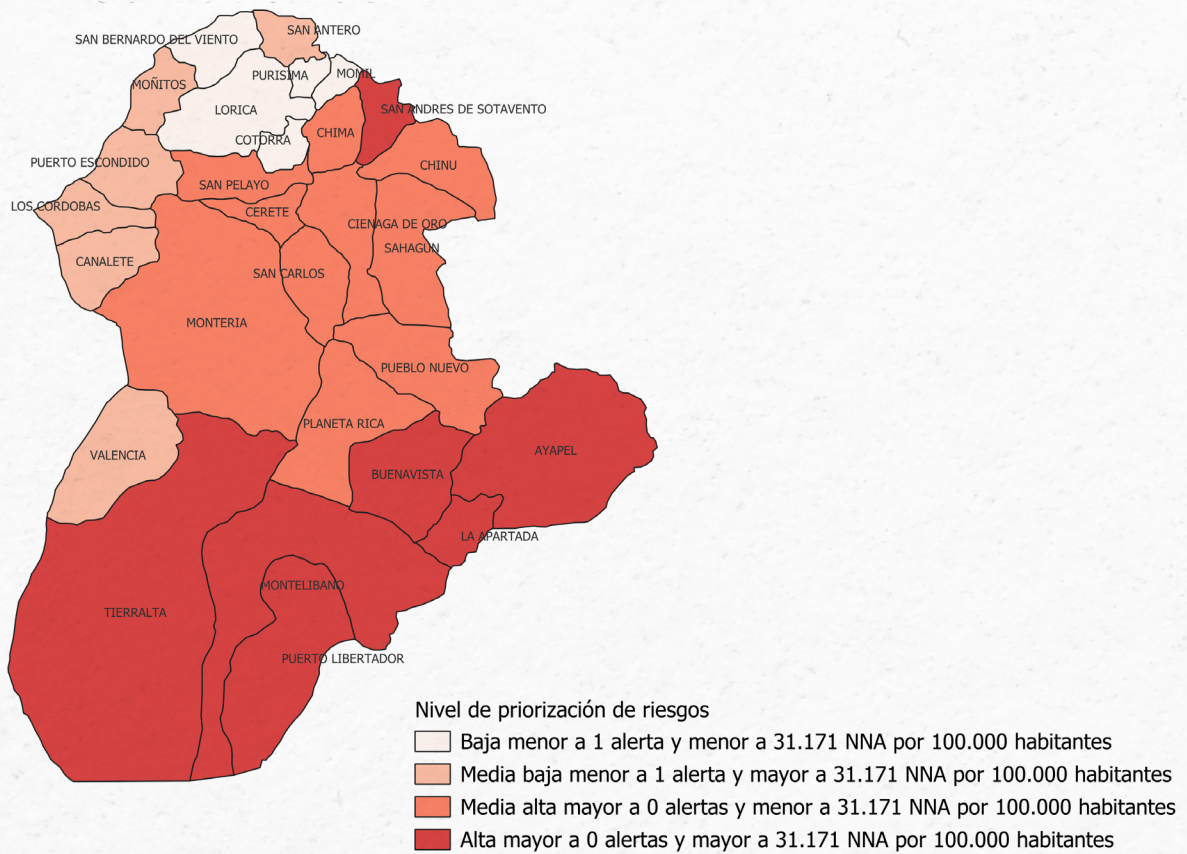 SAN ANTERO
SAN BERNARDO DEL VIENTO
PURISIMA
MOMIL
MOÑITOS
LORICA
SAN ANDRES DE SOTAVENTO
CHIMA
COTORRA
PUERTO ESCONDIDO
CHINU
SAN PELAYO
LOS CORDOBAS
CERETE
CIENAGA DE ORO
SAHAGUN
CANALETE
SAN CARLOS
MONTERIA
PUEBLO NUEVO
PLANETA RICA
VALENCIA
AYAPEL
BUENAVISTA
LA APARTADA
MONTELIBANO
TIERRALTA
PUERTO LIBERTADOR
Nivel de priorización de riesgos
Baja menor a 1 alerta y menor a 31.171 NNA por 100.000 habitantes
Media baja menor a 1 alerta y mayor a 31.171 NNA por 100.000 habitantes
Media alta mayor a 0 alertas y menor a 31.171 NNA por 100.000 habitantes
Alta mayor a 0 alertas y mayor a 31.171 NNA por 100.000 habitantes